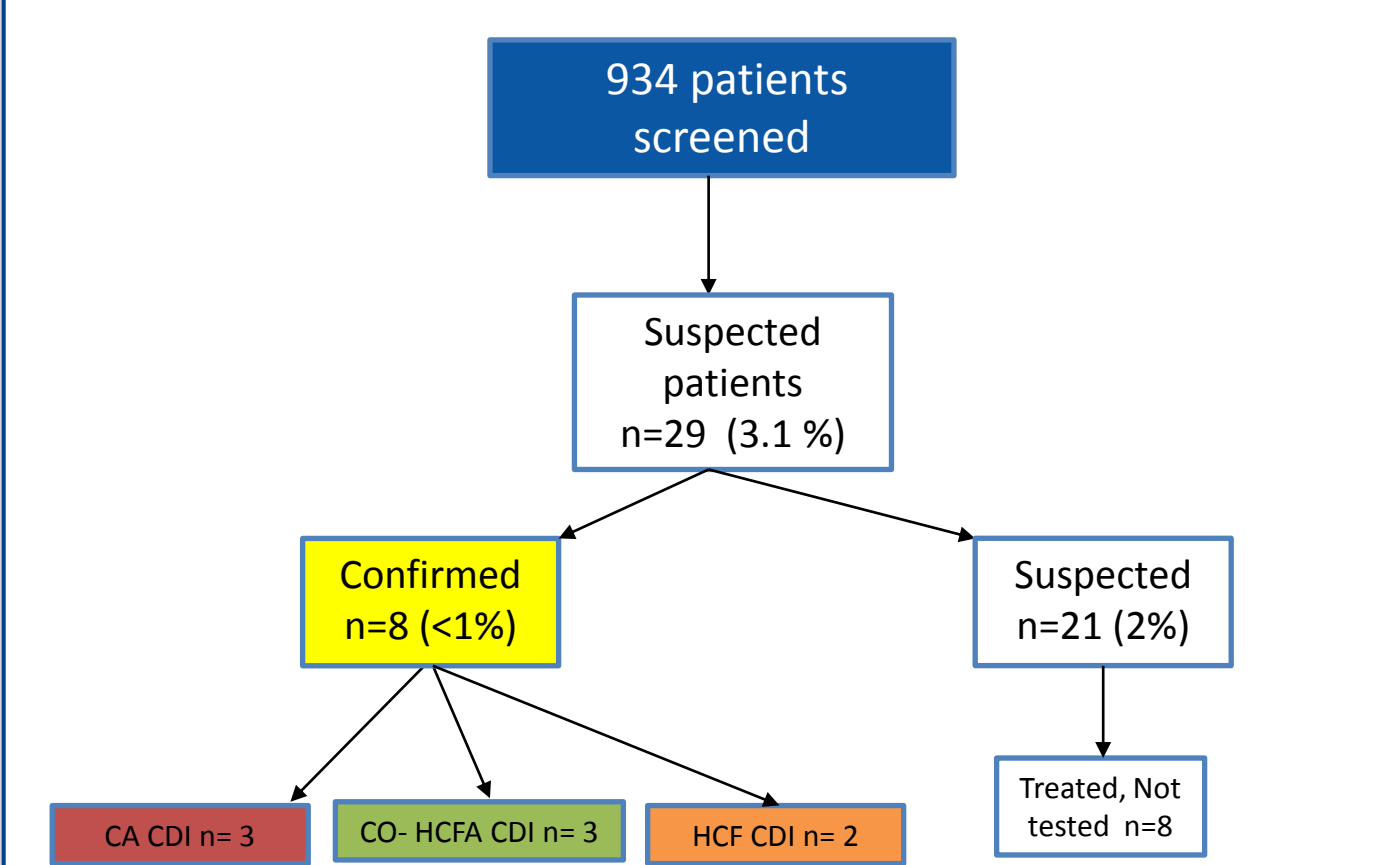 934 patients
screened
Suspected
patients
n=29 (3.1 %)
Confirmed
n=8 (<1%)
Suspected
n=21 (2%)
CA CDI n= 3
CO- HCFA CDI n= 3
HCF CDI n= 2
Treated, Not
tested n=8